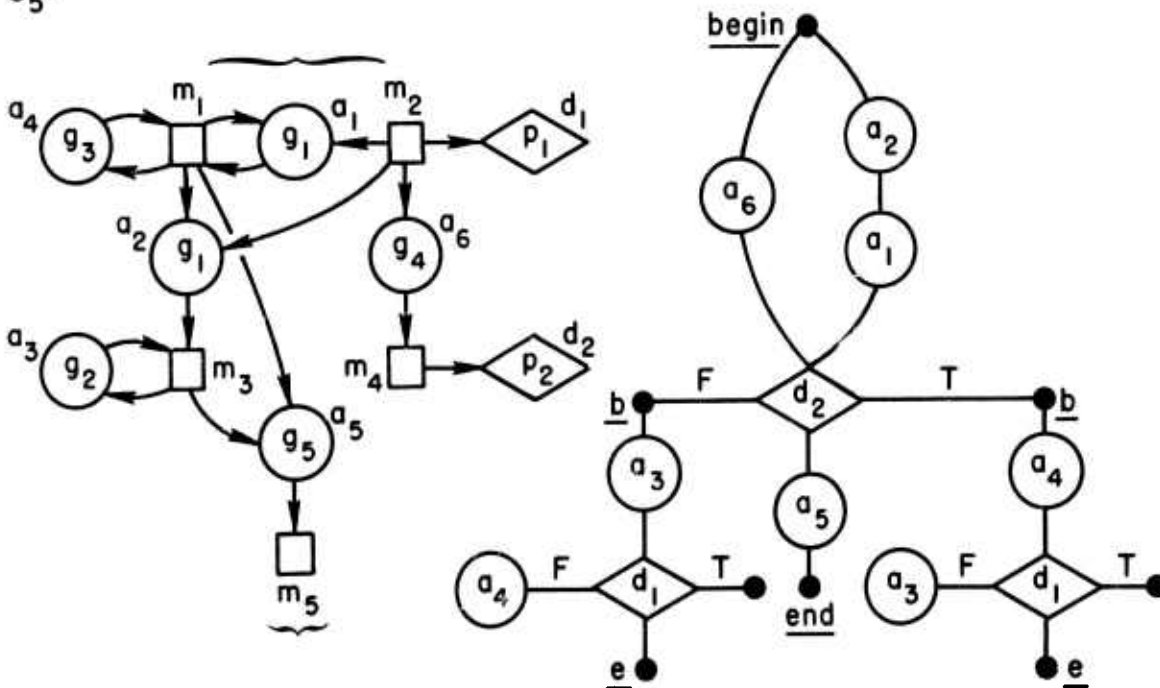 begin
m₁
m₂
a₄
g₃
g₁
a₁
p₁
d₁
a₂
a₆
a₂
g₁
g₄
a₆
a₁
a₃
g₂
m₃
m₄
p₂
d₂
F
d₂
T
b
b
g₅
a₅
a₃
a₅
a₄
m₅
a₄
F
d₁
T
end
a₃
F
d₁
T
e
e